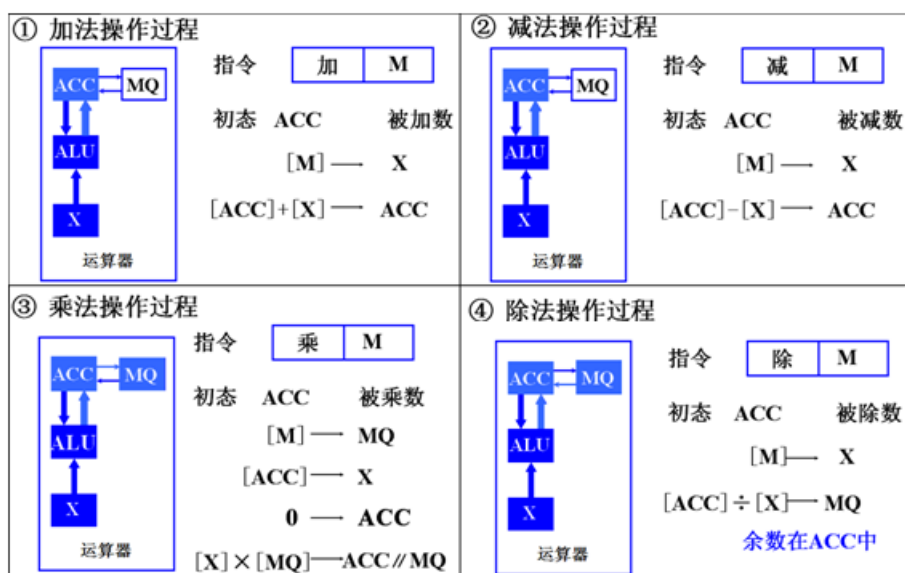 ① 加法操作过程
ACC
MQ
ALU
X
运算器
指令 加 M
初态 ACC 被加数
[M] → X
[ACC]+[X] → ACC
② 减法操作过程
ACC
MQ
ALU
X
运算器
指令 减 M
初态 ACC 被减数
[M] → X
[ACC]−[X] → ACC
③ 乘法操作过程
ACC
MQ
ALU
X
运算器
指令 乘 M
初态 ACC 被乘数
[M] → MQ
[ACC] → X
0 → ACC
[X]×[MQ] → ACC∥MQ
④ 除法操作过程
ACC
MQ
ALU
X
运算器
指令 除 M
初态 ACC 被除数
[M] → X
[ACC]÷[X] → MQ
余数在ACC中